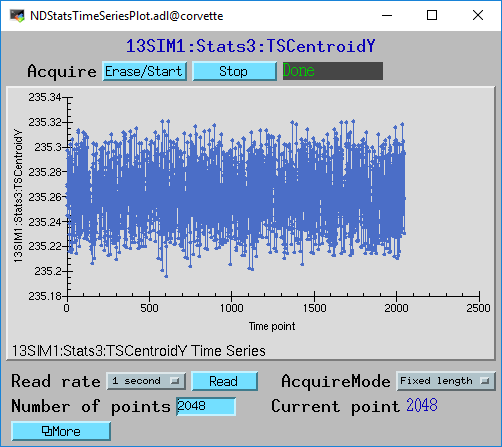 NDStatsTimeSeriesPlot.adl@corvette
13SIM1:Stats3:TSCentroidY
Acquire Erase/Start Stop Done
235.34
235.32
235.3
235.28
235.26
235.24
235.22
235.2
235.18
13SIM1:Stats3:TSCentroidY
0 500 1000 1500 2000 2500
Time point
13SIM1:Stats3:TSCentroidY Time Series
Read rate 1 second Read AcquireMode Fixed length
Number of points 2048 Current point 2048
More